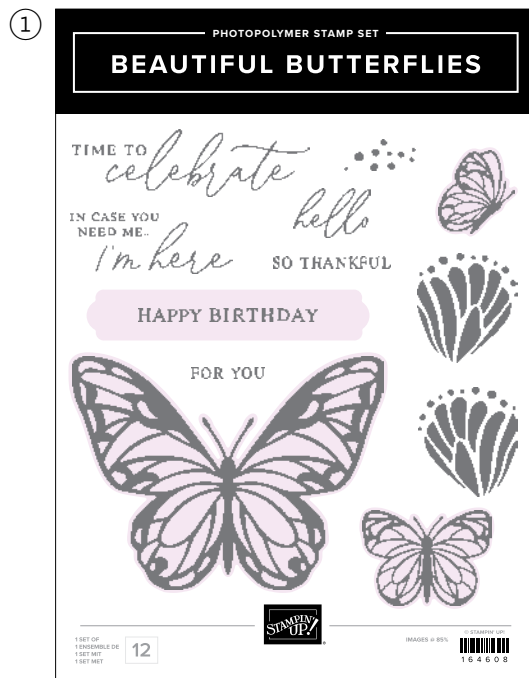 1
PHOTOPOLYMER STAMP SET
BEAUTIFUL BUTTERFLIES
TIME TO
celebrate
hello
IN CASE YOU
NEED ME..
I'm here
SO THANKFUL
HAPPY BIRTHDAY
FOR YOU
STAMPIN' UP!®
1 SET OF
1 ENSEMBLE DE
1 SET MIT
1 SET MET
12
IMAGES @ 85%
© STAMPIN' UP!
164608